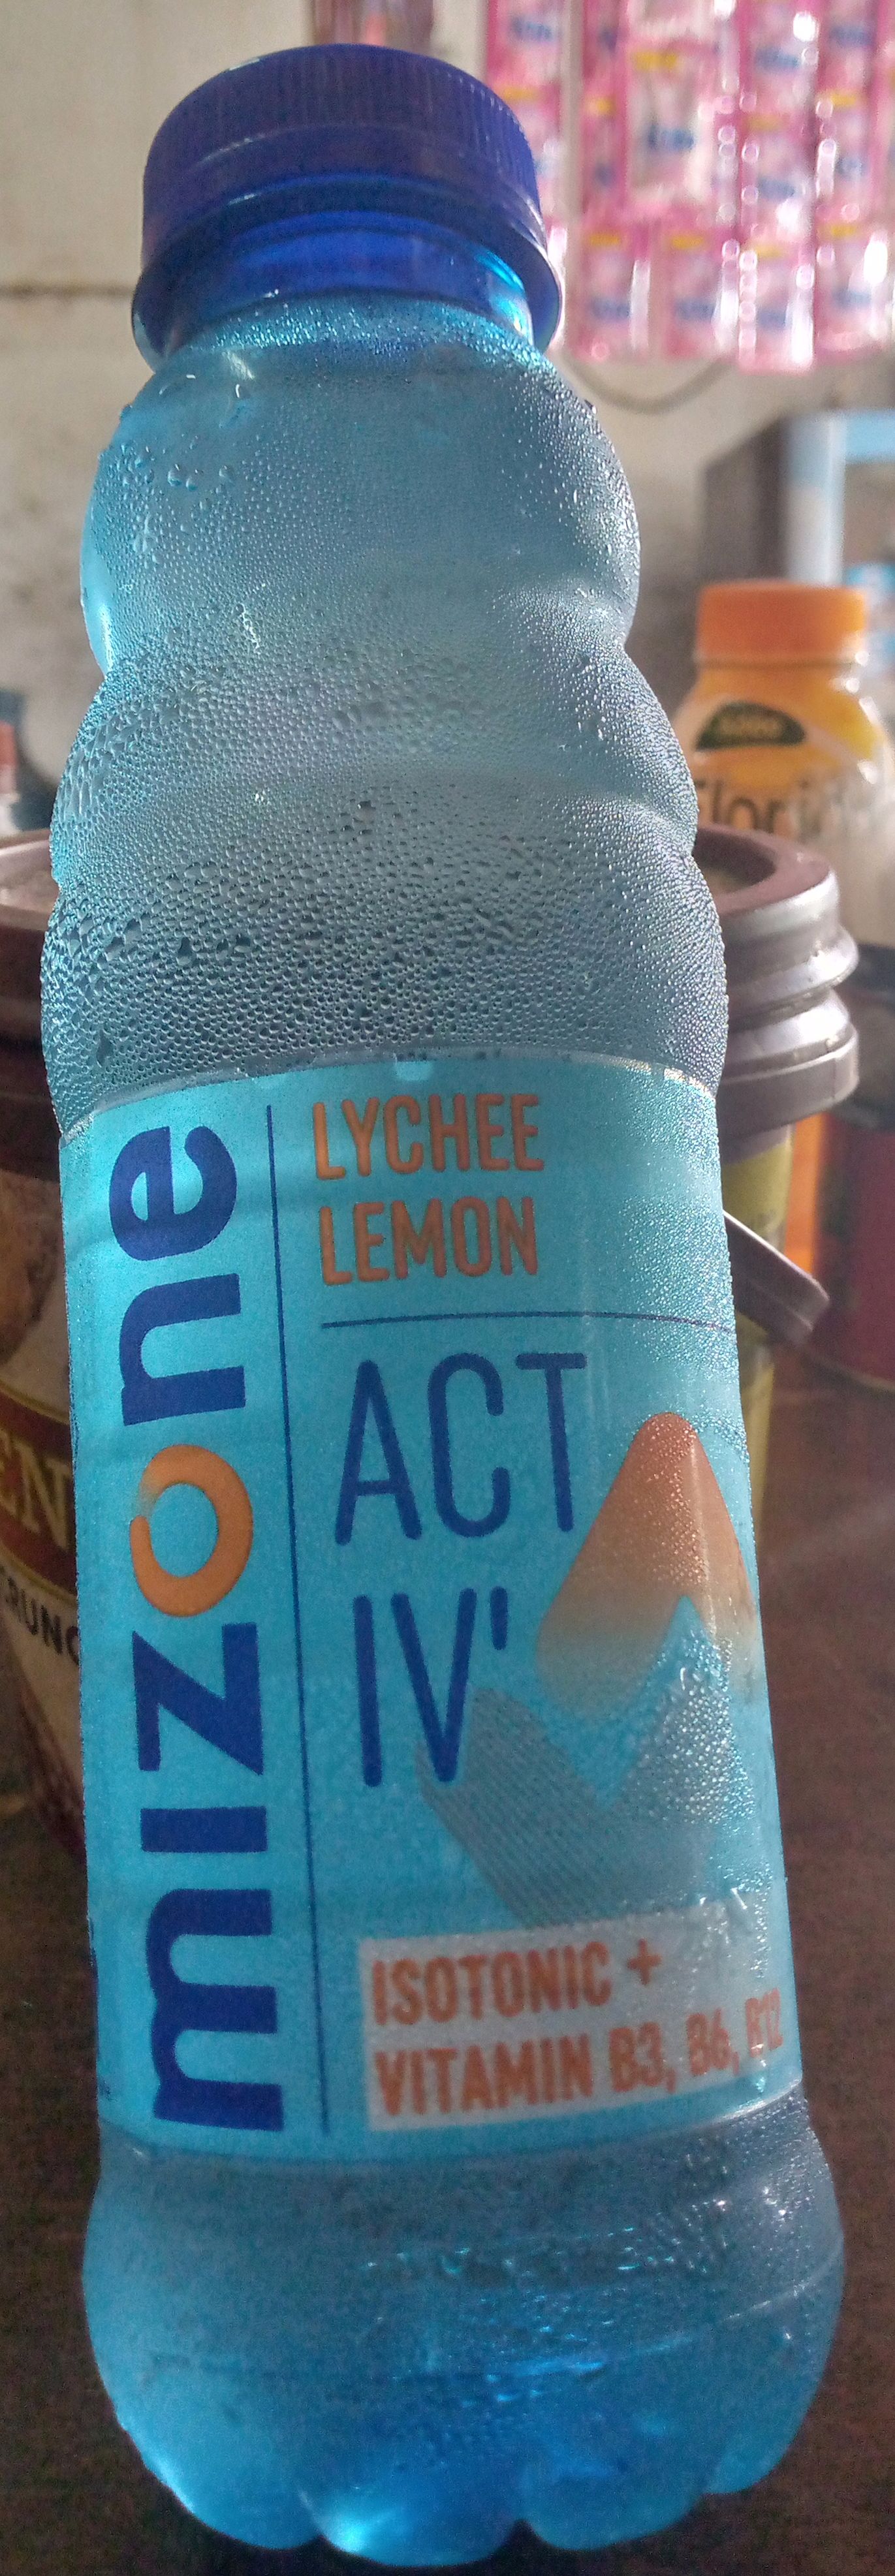 mizone
LYCHEE
LEMON
ACT
IV'
ISOTONIC +
VITAMIN B3, B6, B12